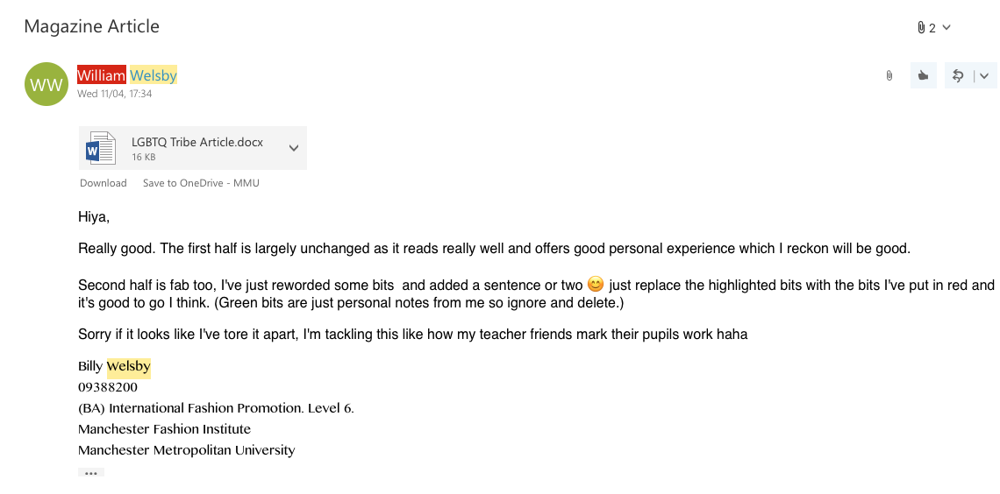 Magazine Article
2
WW
William Welsby
Wed 11/04, 17:34
W
LGBTQ Tribe Article.docx
16 KB
Download Save to OneDrive - MMU
Hiya,
Really good. The first half is largely unchanged as it reads really well and offers good personal experience which I reckon will be good.
Second half is fab too, I've just reworded some bits and added a sentence or two 😊 just replace the highlighted bits with the bits I've put in red and
it's good to go I think. (Green bits are just personal notes from me so ignore and delete.)
Sorry if it looks like I've tore it apart, I'm tackling this like how my teacher friends mark their pupils work haha
Billy Welsby
09388200
(BA) International Fashion Promotion. Level 6.
Manchester Fashion Institute
Manchester Metropolitan University
...